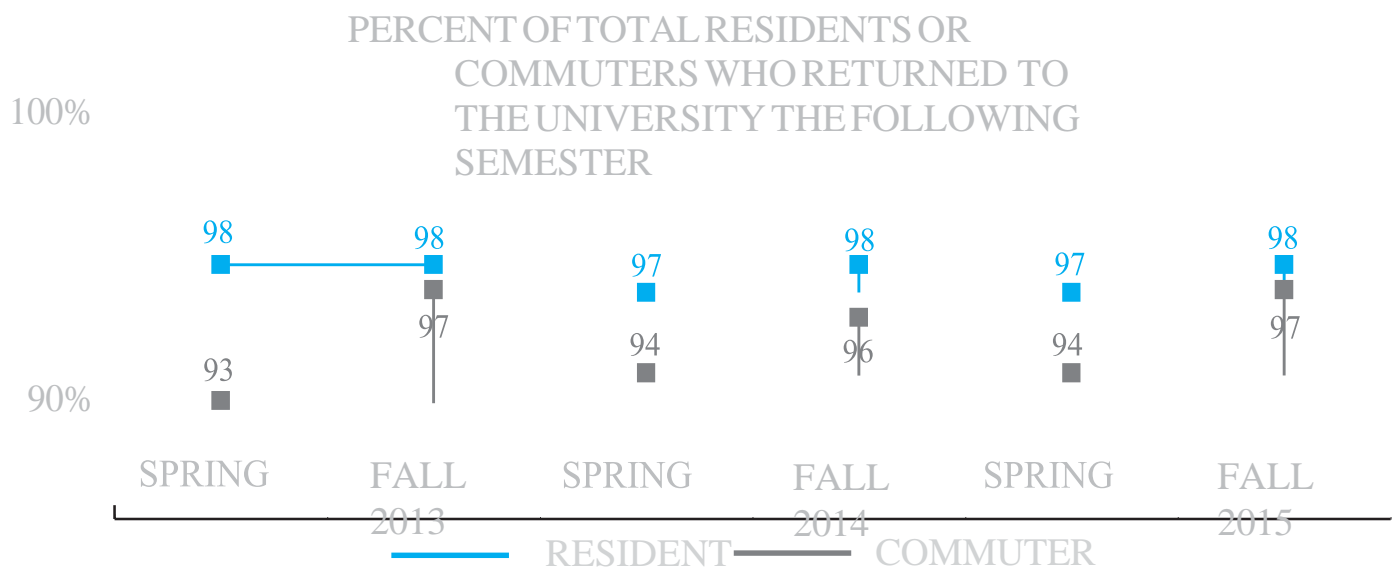 PERCENT OF TOTAL RESIDENTS OR
COMMUTERS WHO RETURNED TO
THE UNIVERSITY THE FOLLOWING
SEMESTER
100%
98 98 97 98 97 98
97 94 96 94 97
93
90%
SPRING FALL SPRING FALL SPRING FALL
2013 2014 2015
RESIDENT COMMUTER